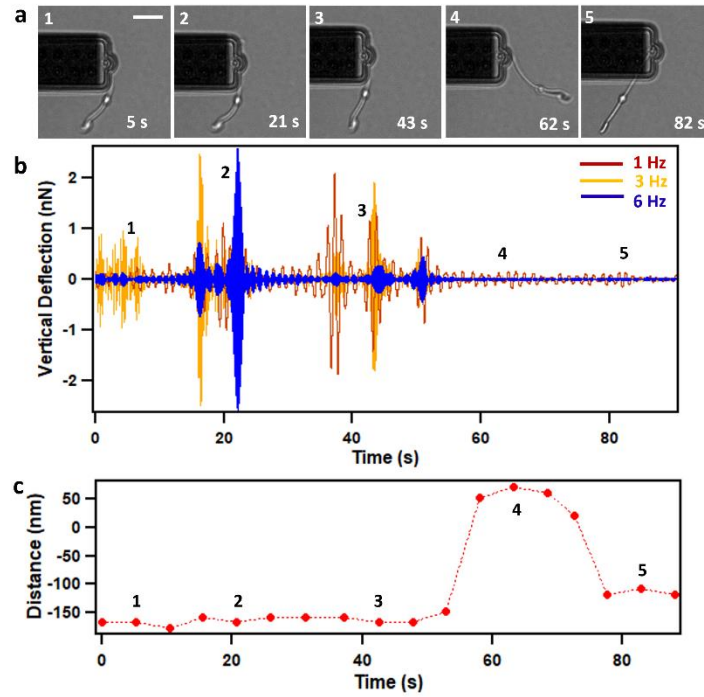 a
1 2 3 4 5
5 s 21 s 43 s 62 s 82 s
b
Vertical Deflection (nN)
2
1
0
-1
-2
1 2 3 4 5
1 Hz
3 Hz
6 Hz
0 20 40 60 80
Time (s)
c
Distance (nm)
50
0
-50
-100
-150
1 2 3 4 5
0 20 40 60 80
Time (s)